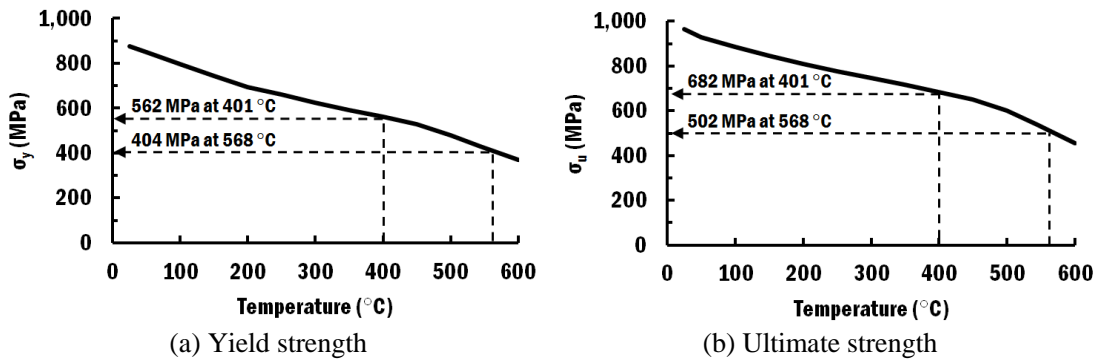 1,000
800
600
400
200
0
σy (MPa)
562 MPa at 401 °C
404 MPa at 568 °C
0 100 200 300 400 500 600
Temperature (°C)
(a) Yield strength
1,000
800
600
400
200
0
σu (MPa)
682 MPa at 401 °C
502 MPa at 568 °C
0 100 200 300 400 500 600
Temperature (°C)
(b) Ultimate strength